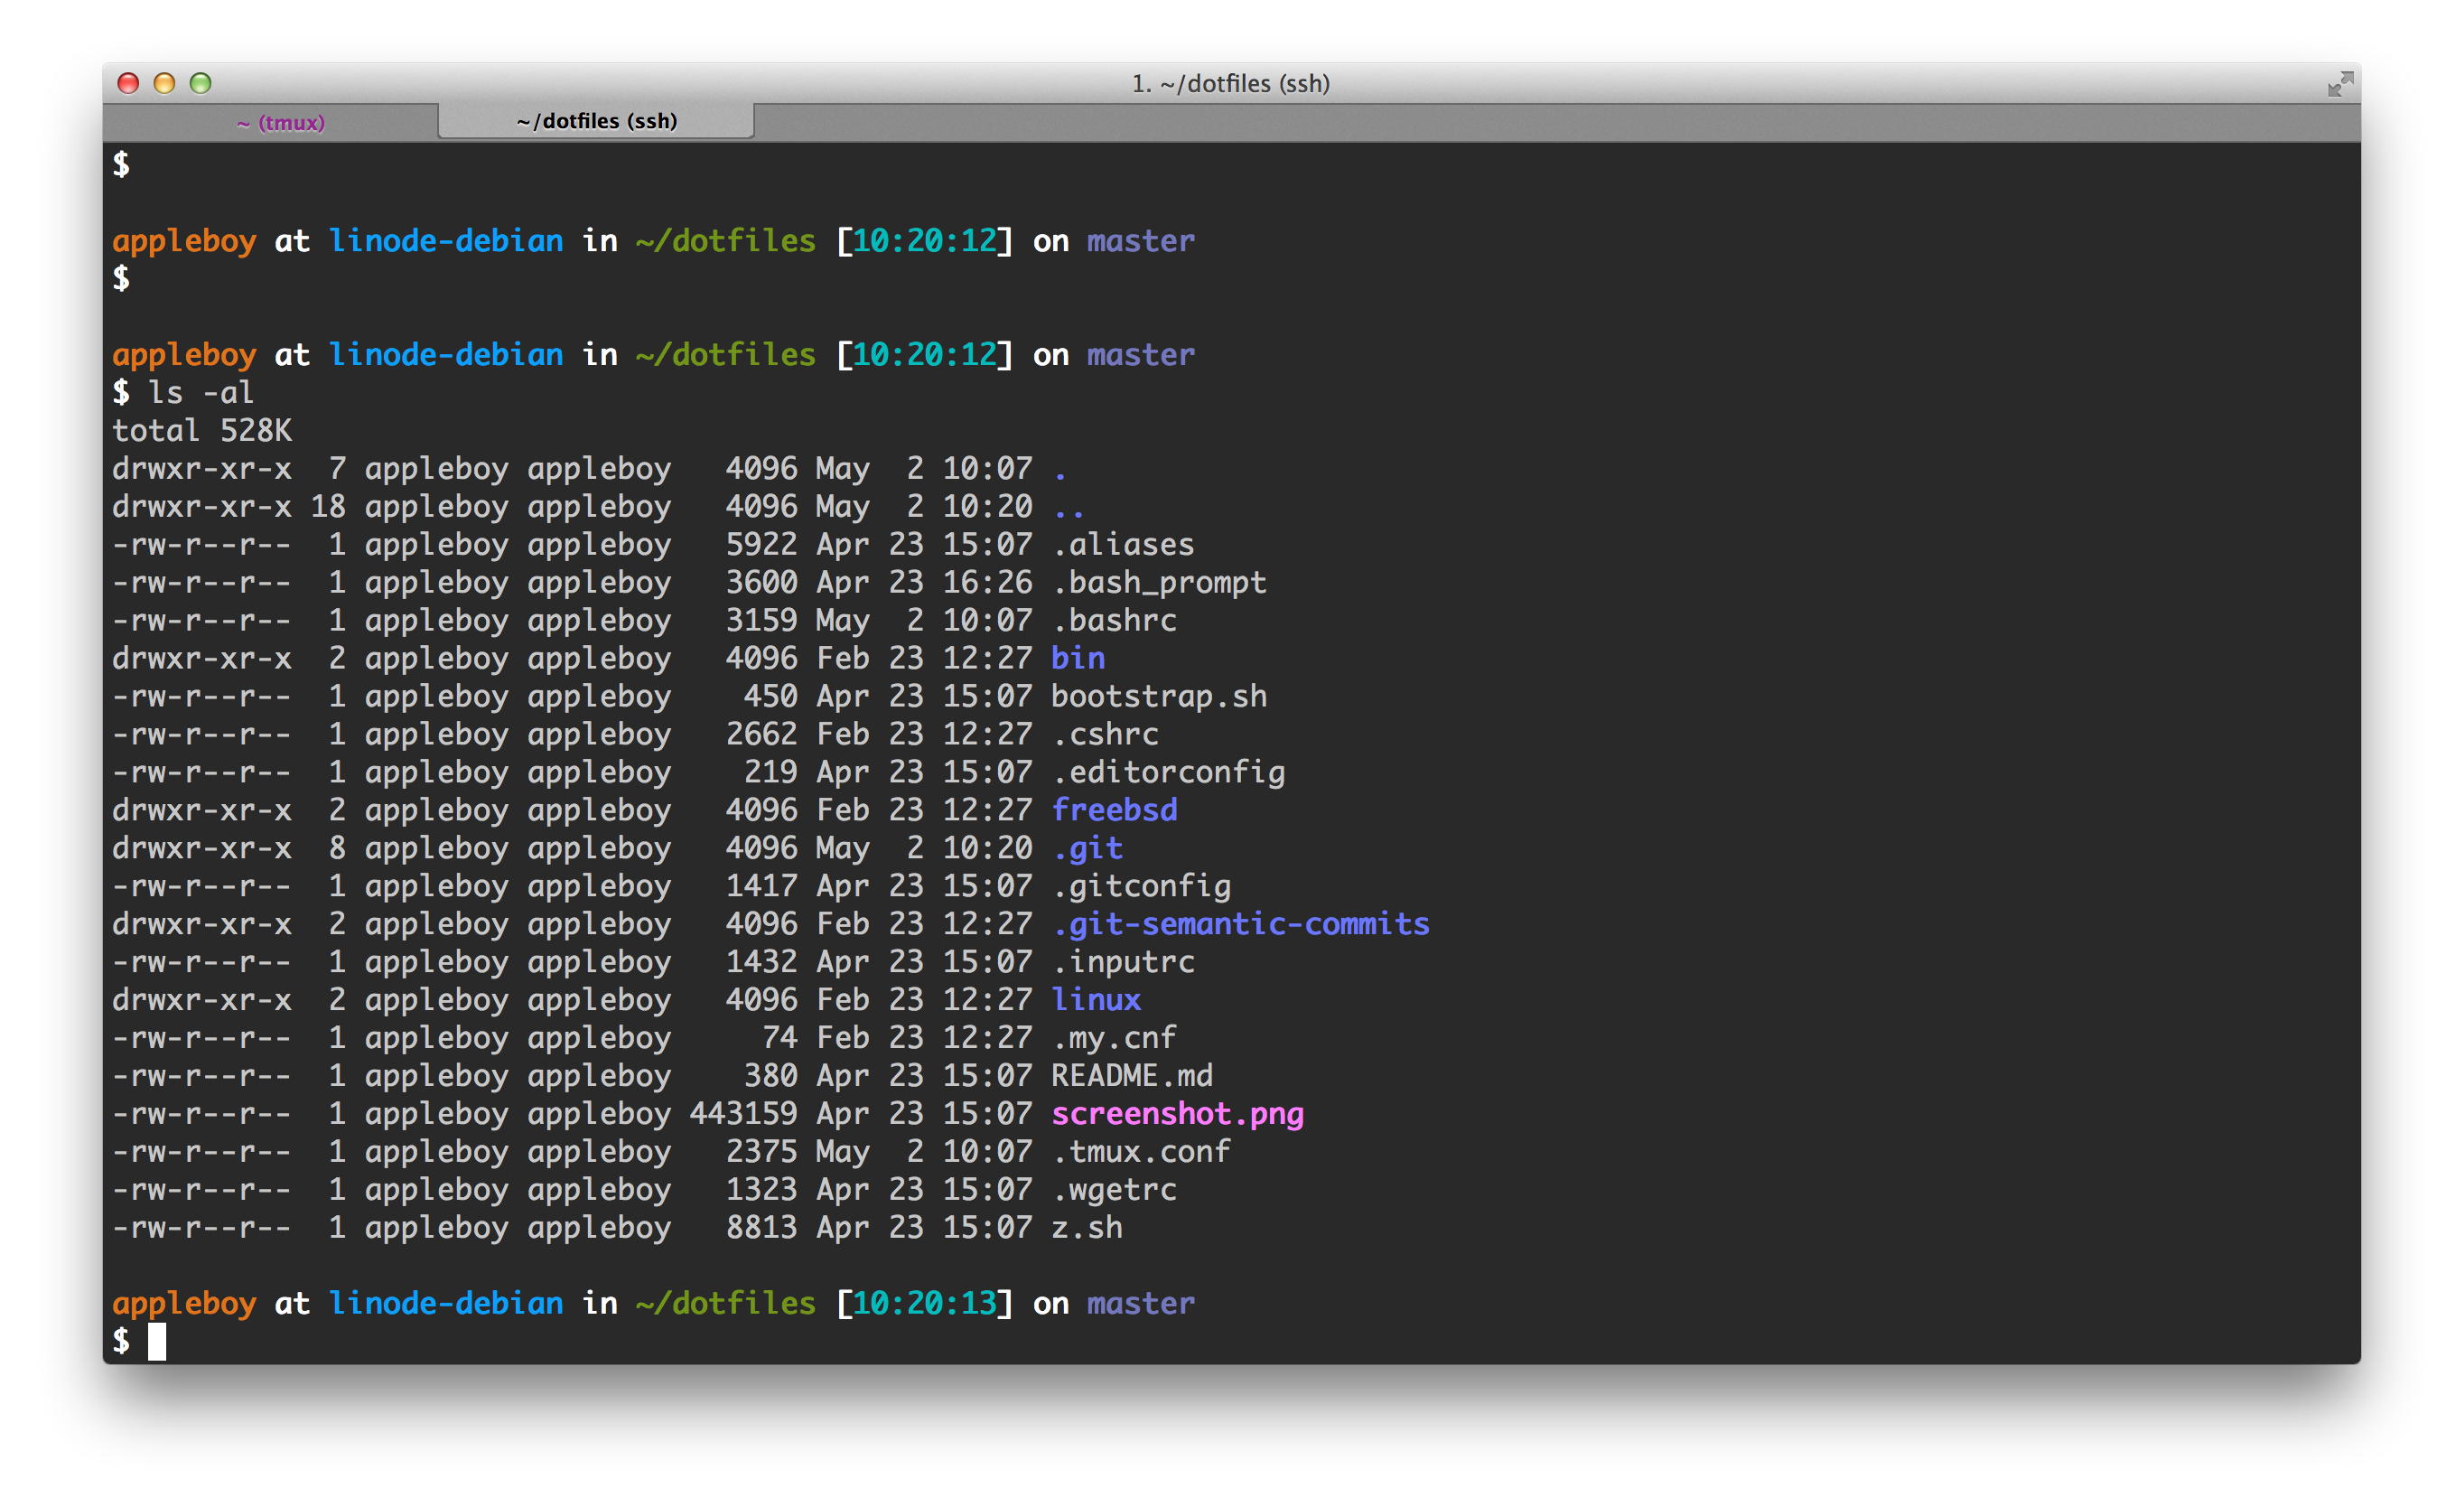 1. ~/dotfiles (ssh)
~ (tmux) ~/dotfiles (ssh)
$
appleboy at linode-debian in ~/dotfiles [10:20:12] on master
$
appleboy at linode-debian in ~/dotfiles [10:20:12] on master
$ ls -al
total 528K
drwxr-xr-x  7 appleboy appleboy   4096 May  2 10:07 .
drwxr-xr-x 18 appleboy appleboy   4096 May  2 10:20 ..
-rw-r--r--  1 appleboy appleboy   5922 Apr 23 15:07 .aliases
-rw-r--r--  1 appleboy appleboy   3600 Apr 23 16:26 .bash_prompt
-rw-r--r--  1 appleboy appleboy   3159 May  2 10:07 .bashrc
drwxr-xr-x  2 appleboy appleboy   4096 Feb 23 12:27 bin
-rw-r--r--  1 appleboy appleboy    450 Apr 23 15:07 bootstrap.sh
-rw-r--r--  1 appleboy appleboy   2662 Feb 23 12:27 .cshrc
-rw-r--r--  1 appleboy appleboy    219 Apr 23 15:07 .editorconfig
drwxr-xr-x  2 appleboy appleboy   4096 Feb 23 12:27 freebsd
drwxr-xr-x  8 appleboy appleboy   4096 May  2 10:20 .git
-rw-r--r--  1 appleboy appleboy   1417 Apr 23 15:07 .gitconfig
drwxr-xr-x  2 appleboy appleboy   4096 Feb 23 12:27 .git-semantic-commits
-rw-r--r--  1 appleboy appleboy   1432 Apr 23 15:07 .inputrc
drwxr-xr-x  2 appleboy appleboy   4096 Feb 23 12:27 linux
-rw-r--r--  1 appleboy appleboy     74 Feb 23 12:27 .my.cnf
-rw-r--r--  1 appleboy appleboy    380 Apr 23 15:07 README.md
-rw-r--r--  1 appleboy appleboy 443159 Apr 23 15:07 screenshot.png
-rw-r--r--  1 appleboy appleboy   2375 May  2 10:07 .tmux.conf
-rw-r--r--  1 appleboy appleboy   1323 Apr 23 15:07 .wgetrc
-rw-r--r--  1 appleboy appleboy   8813 Apr 23 15:07 z.sh
appleboy at linode-debian in ~/dotfiles [10:20:13] on master
$